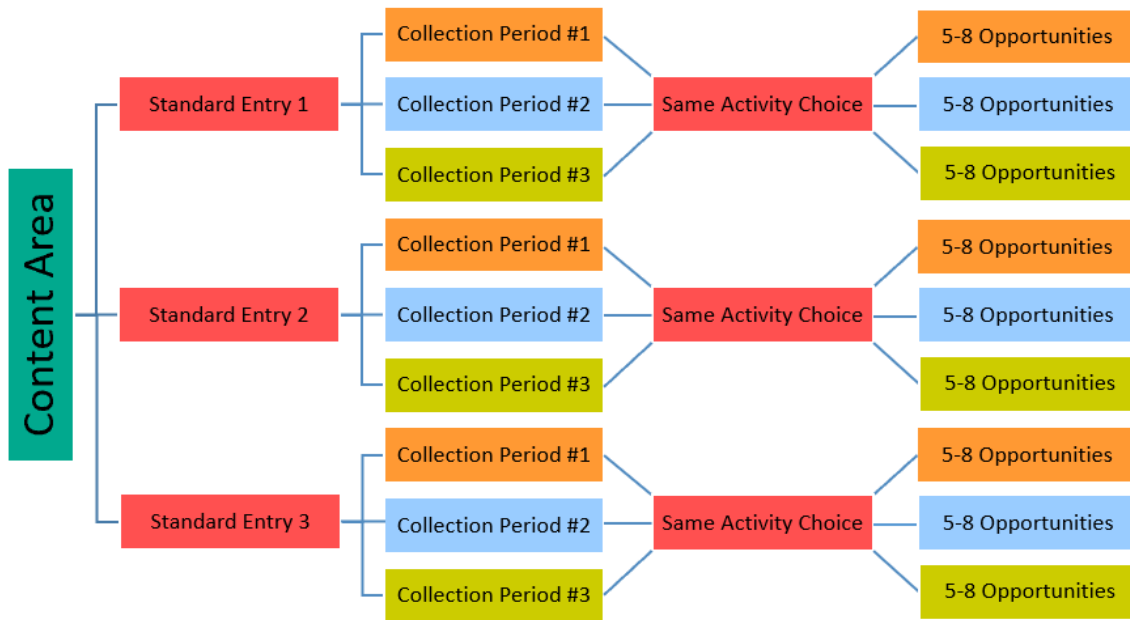 Content Area
Standard Entry 1
Collection Period #1
Collection Period #2
Collection Period #3
Same Activity Choice
5-8 Opportunities
5-8 Opportunities
5-8 Opportunities
Standard Entry 2
Collection Period #1
Collection Period #2
Collection Period #3
Same Activity Choice
5-8 Opportunities
5-8 Opportunities
5-8 Opportunities
Standard Entry 3
Collection Period #1
Collection Period #2
Collection Period #3
Same Activity Choice
5-8 Opportunities
5-8 Opportunities
5-8 Opportunities